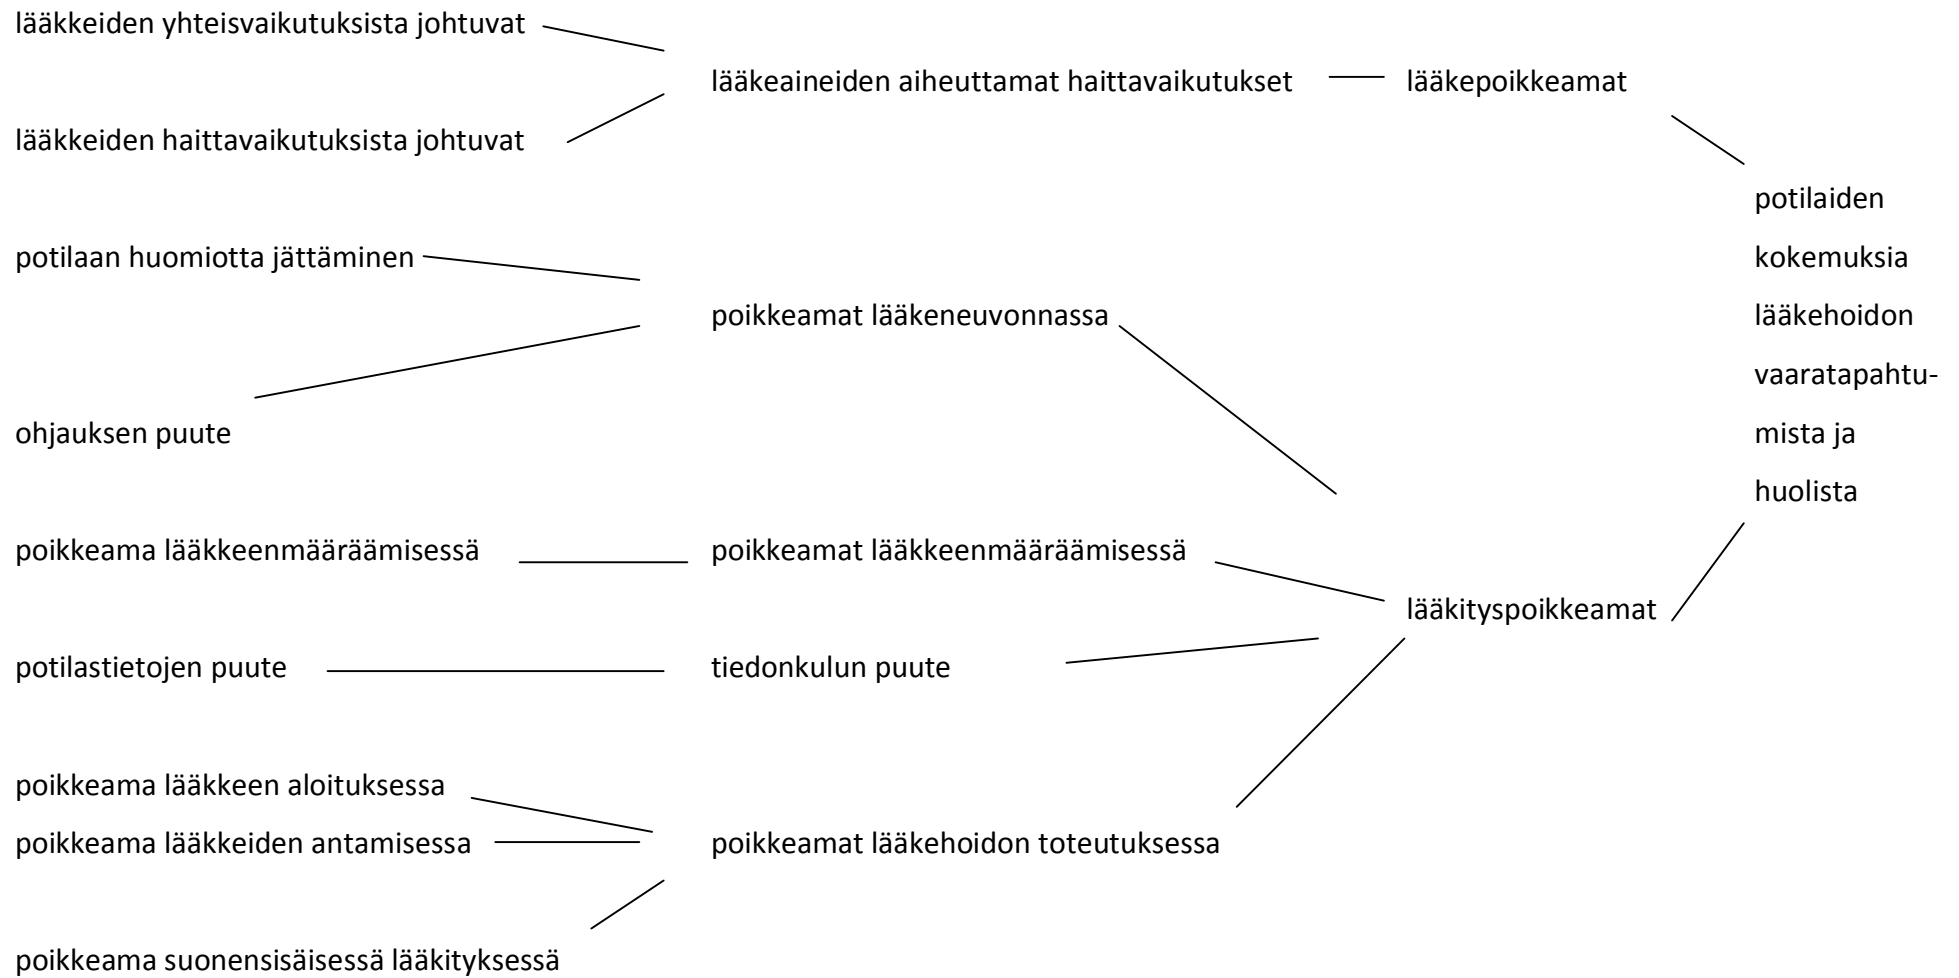 lääkkeiden yhteisvaikutuksista johtuvat
lääkeaineiden aiheuttamat haittavaikutukset
lääkepoikkeamat
lääkkeiden haittavaikutuksista johtuvat
potilaiden
kokemuksia
lääkehoidon
vaaratapahtu-
mista ja
huolista
potilaan huomiotta jättäminen
poikkeamat lääkeneuvonnassa
ohjauksen puute
poikkeama lääkkeenmääräämisessä
poikkeamat lääkkeenmääräämisessä
lääkityspoikkeamat
potilastietojen puute
tiedonkulun puute
poikkeama lääkkeen aloituksessa
poikkeama lääkkeiden antamisessa
poikkeamat lääkehoidon toteutuksessa
poikkeama suonensisäisessä lääkityksessä